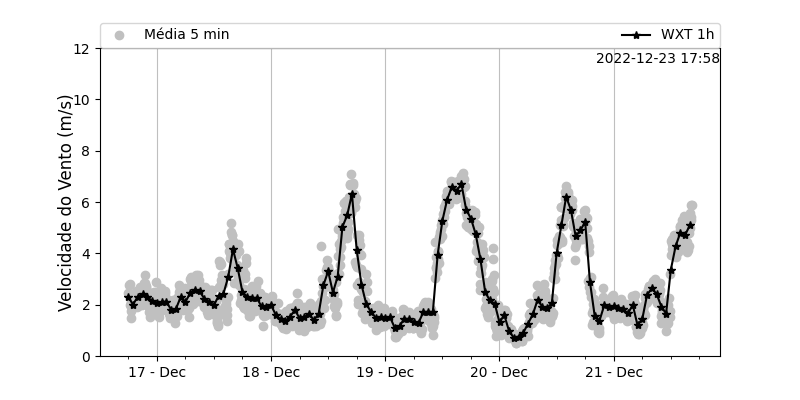 Média 5 min
WXT 1h
2022-12-23 17:58
Velocidade do Vento (m/s)
12
10
8
6
4
2
0
17 - Dec
18 - Dec
19 - Dec
20 - Dec
21 - Dec